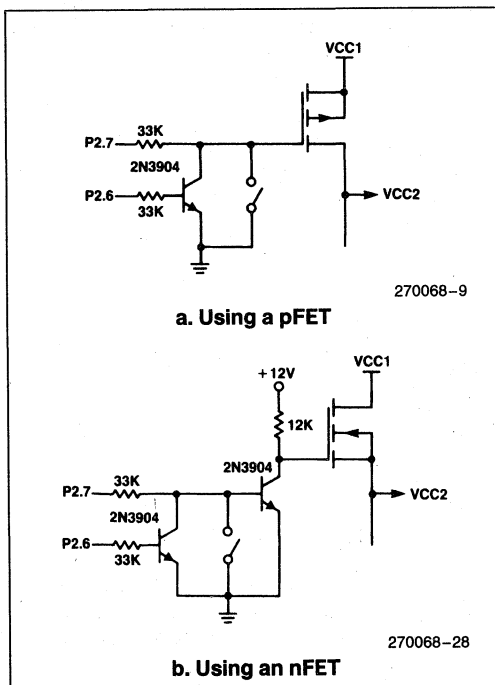 VCC1
33K
P2.7
2N3904
P2.6
33K
VCC2
270068-9
a. Using a pFET
VCC1
+12V
12K
2N3904
33K
P2.7
2N3904
VCC2
P2.6
33K
270068-28
b. Using an nFET